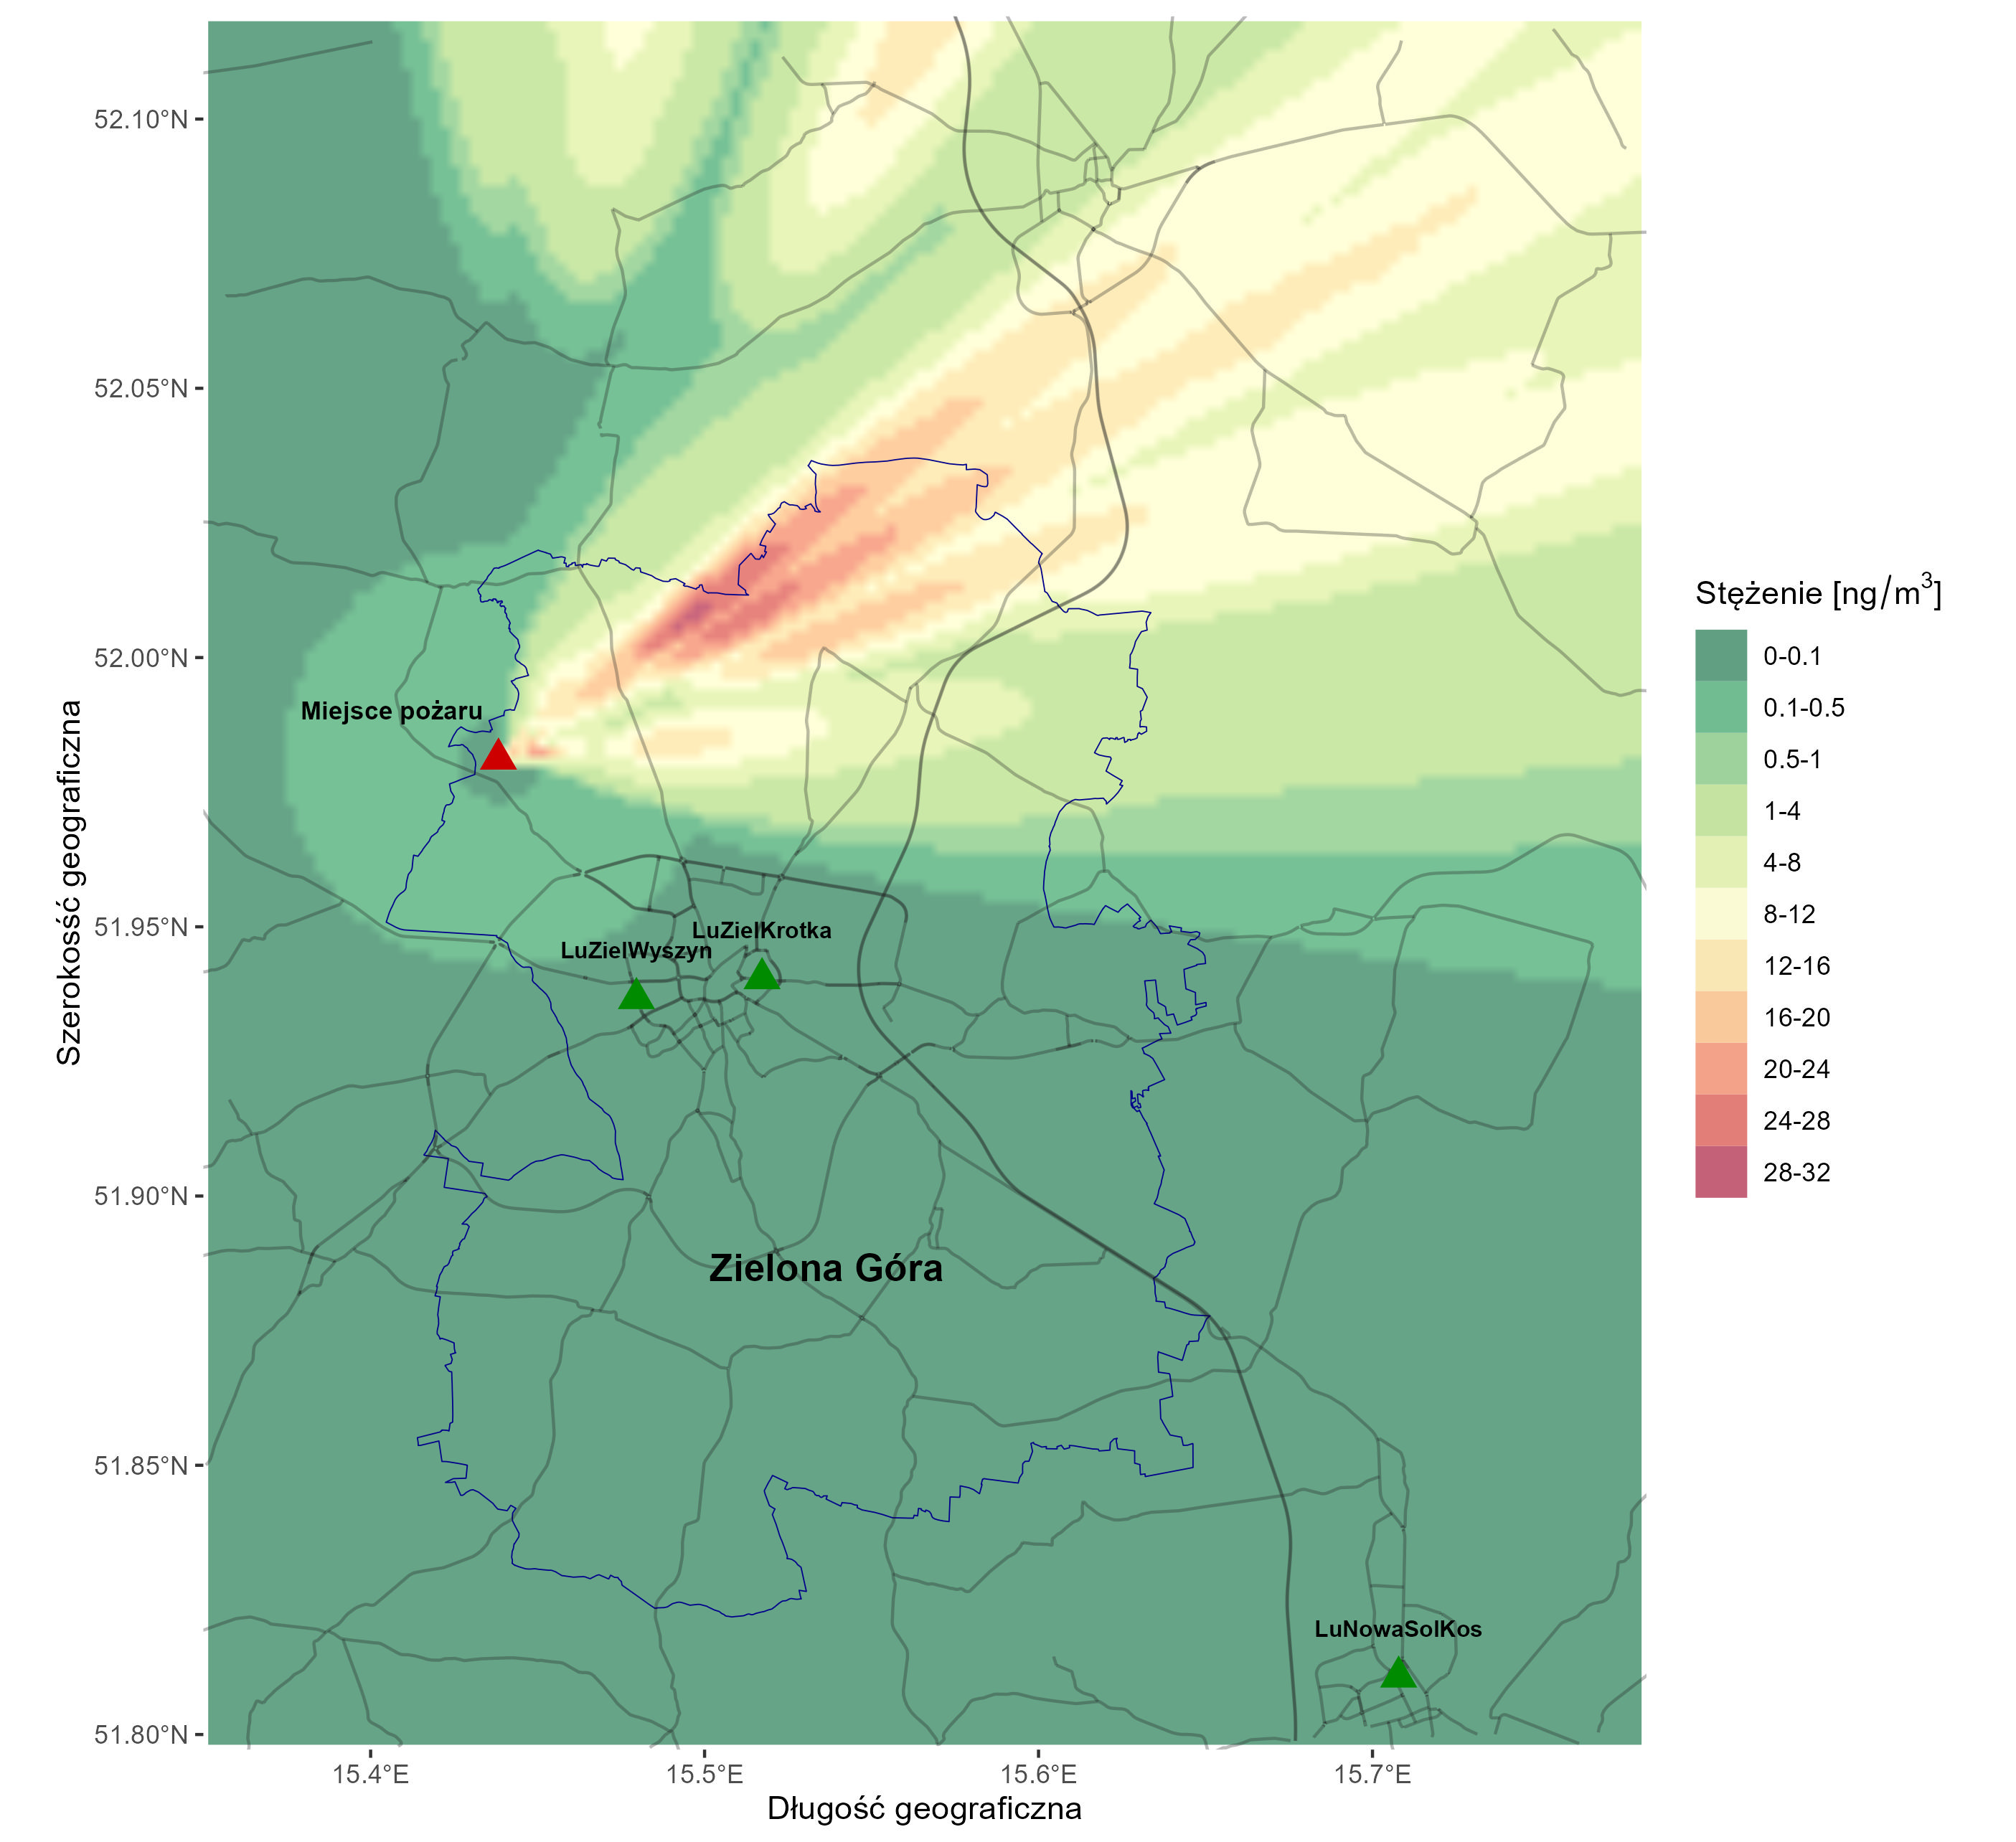 52.10°N
52.05°N
52.00°N
51.95°N
51.90°N
51.85°N
51.80°N
Szerokość geograficzna
Miejsce pożaru
LuZielKrotka
LuZielWyszyn
Zielona Góra
LuNowaSolKos
15.4°E
15.5°E
15.6°E
15.7°E
Długość geograficzna
Stężenie [ng/m³]
0-0.1
0.1-0.5
0.5-1
1-4
4-8
8-12
12-16
16-20
20-24
24-28
28-32